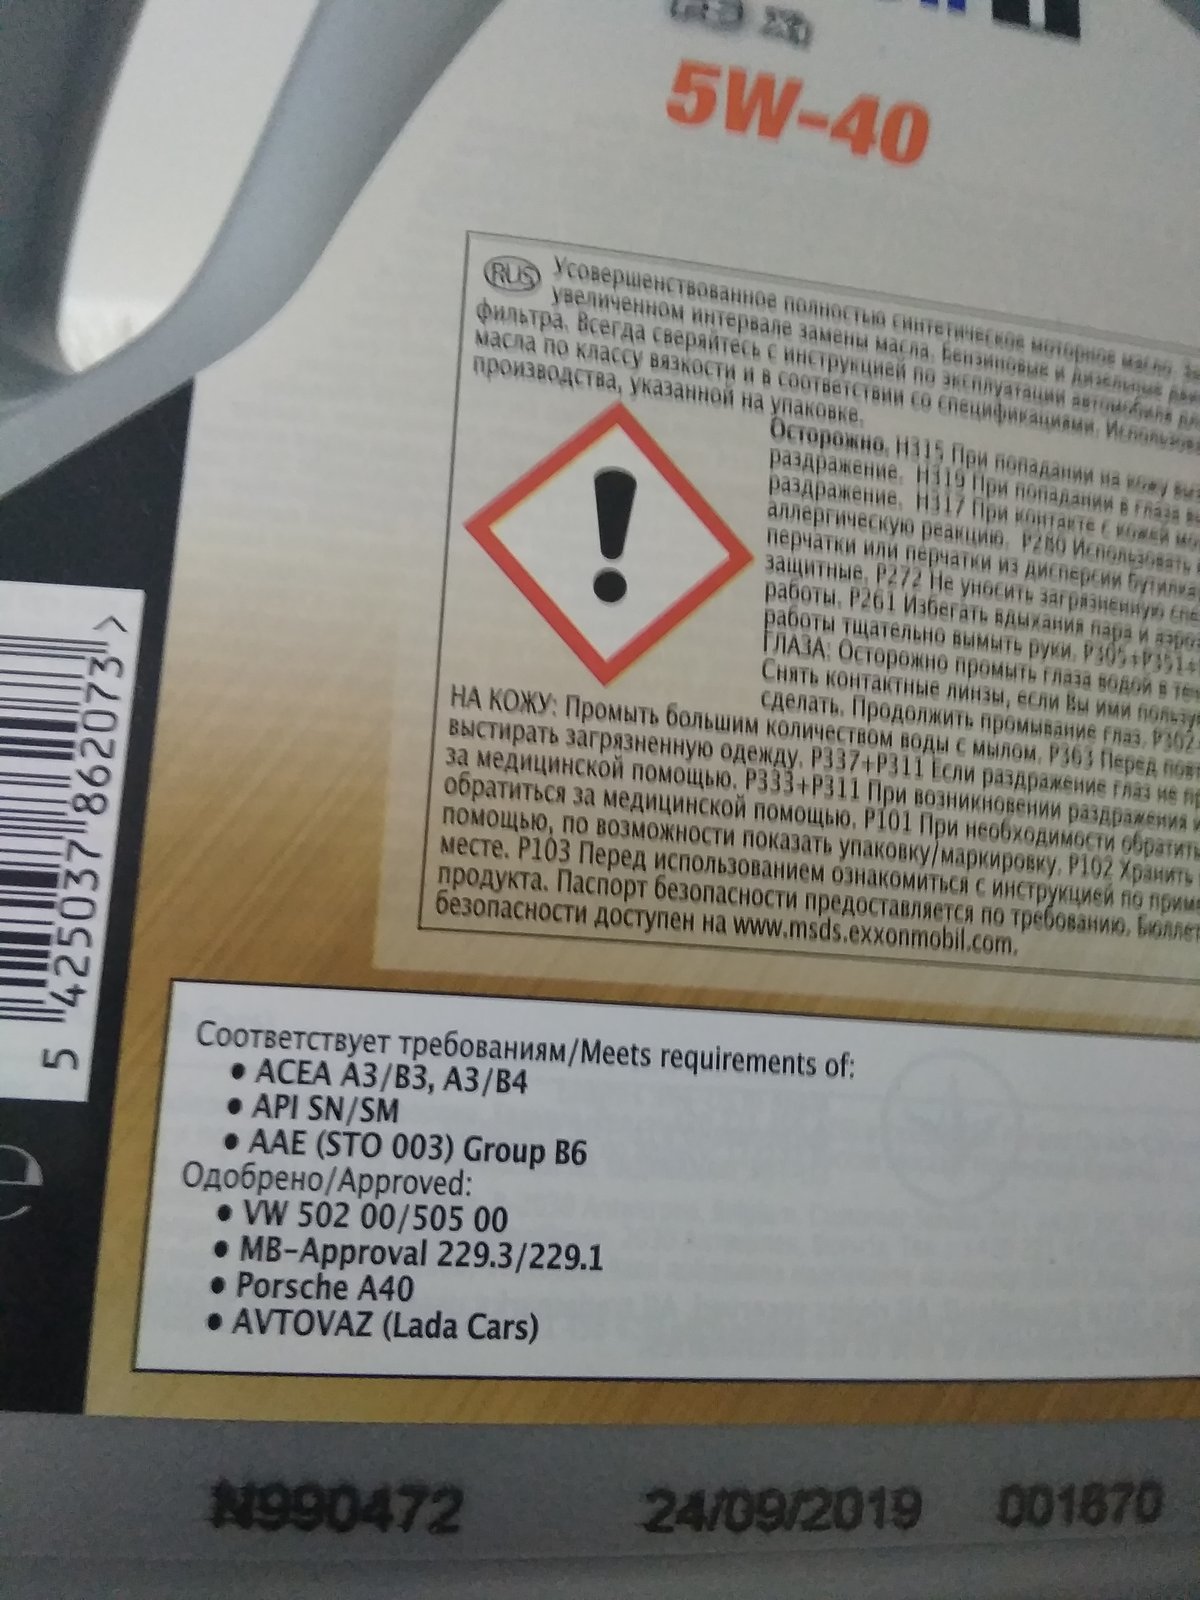 5W-40
RUS Усовершенствованное полностью синтетическое моторное масло.
увеличенном интервале замены масла. Бензиновые и дизельные
фильтра. Всегда сверяйтесь с инструкцией по эксплуатации автомобиля для
масла по классу вязкости и в соответствии со спецификациями.
производства, указанной на упаковке.
Осторожно. H315 При попадании на кожу
раздражение. H319 При попадании в глаза
раздражение. H317 При контакте с кожей
аллергическую реакцию. P280 Использовать
перчатки или перчатки из дисперсии
защитные. P272 Не уносить загрязненную
работы. P261 Избегать вдыхания пара и
работы тщательно вымыть руки. P305+P351+
ГЛАЗА: Осторожно промыть глаза водой в
Снять контактные линзы, если Вы ими
сделать. Продолжить промывание глаз. P302
НА КОЖУ: Промыть большим количеством воды с мылом. P363 Перед
выстирать загрязненную одежду. P337+P311 Если раздражение глаз не
за медицинской помощью. P333+P311 При возникновении раздражения
обратиться за медицинской помощью. P101 При необходимости
помощью, по возможности показать упаковку/маркировку. P102 Хранить
месте. P103 Перед использованием ознакомиться с инструкцией по
продукта. Паспорт безопасности предоставляется по требованию.
безопасности доступен на www.msds.exxonmobil.com.
5 425037 862073 >
Соответствует требованиям/Meets requirements of:
• ACEA A3/B3, A3/B4
• API SN/SM
• AAE (STO 003) Group B6
Одобрено/Approved:
• VW 502 00/505 00
• MB-Approval 229.3/229.1
• Porsche A40
• AVTOVAZ (Lada Cars)
e
N990472 24/09/2019 001670